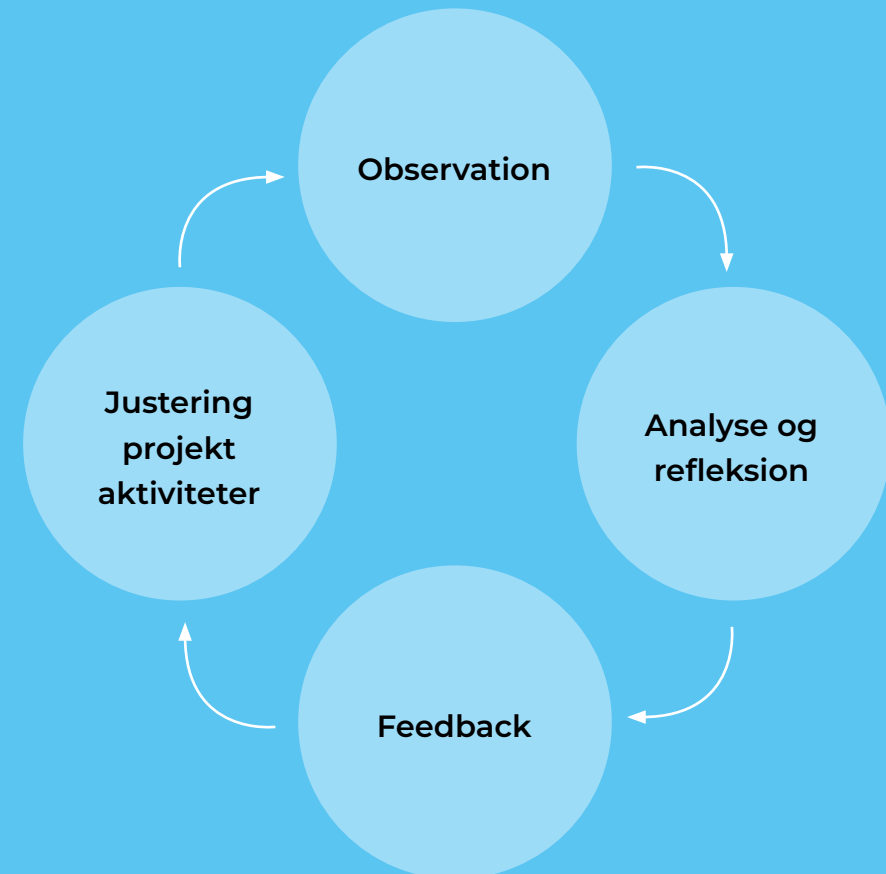 Observation
Analyse og
refleksion
Feedback
Justering
projekt
aktiviteter